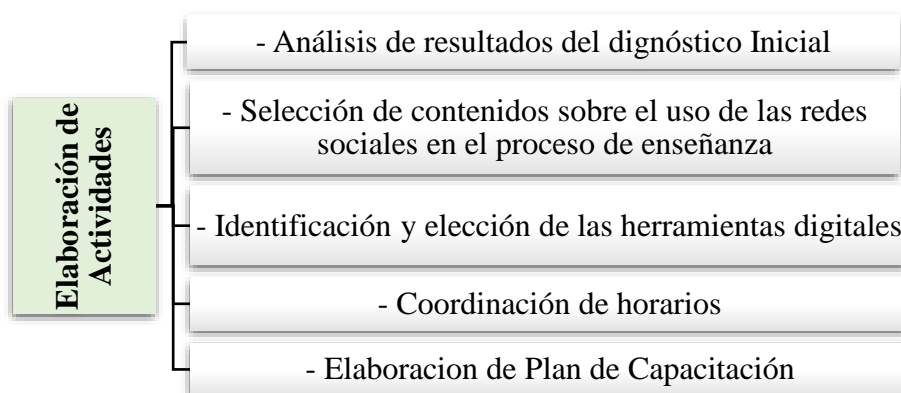 Elaboración de
Actividades
- Análisis de resultados del dignóstico Inicial
- Selección de contenidos sobre el uso de las redes
sociales en el proceso de enseñanza
- Identificación y elección de las herramientas digitales
- Coordinación de horarios
- Elaboracion de Plan de Capacitación